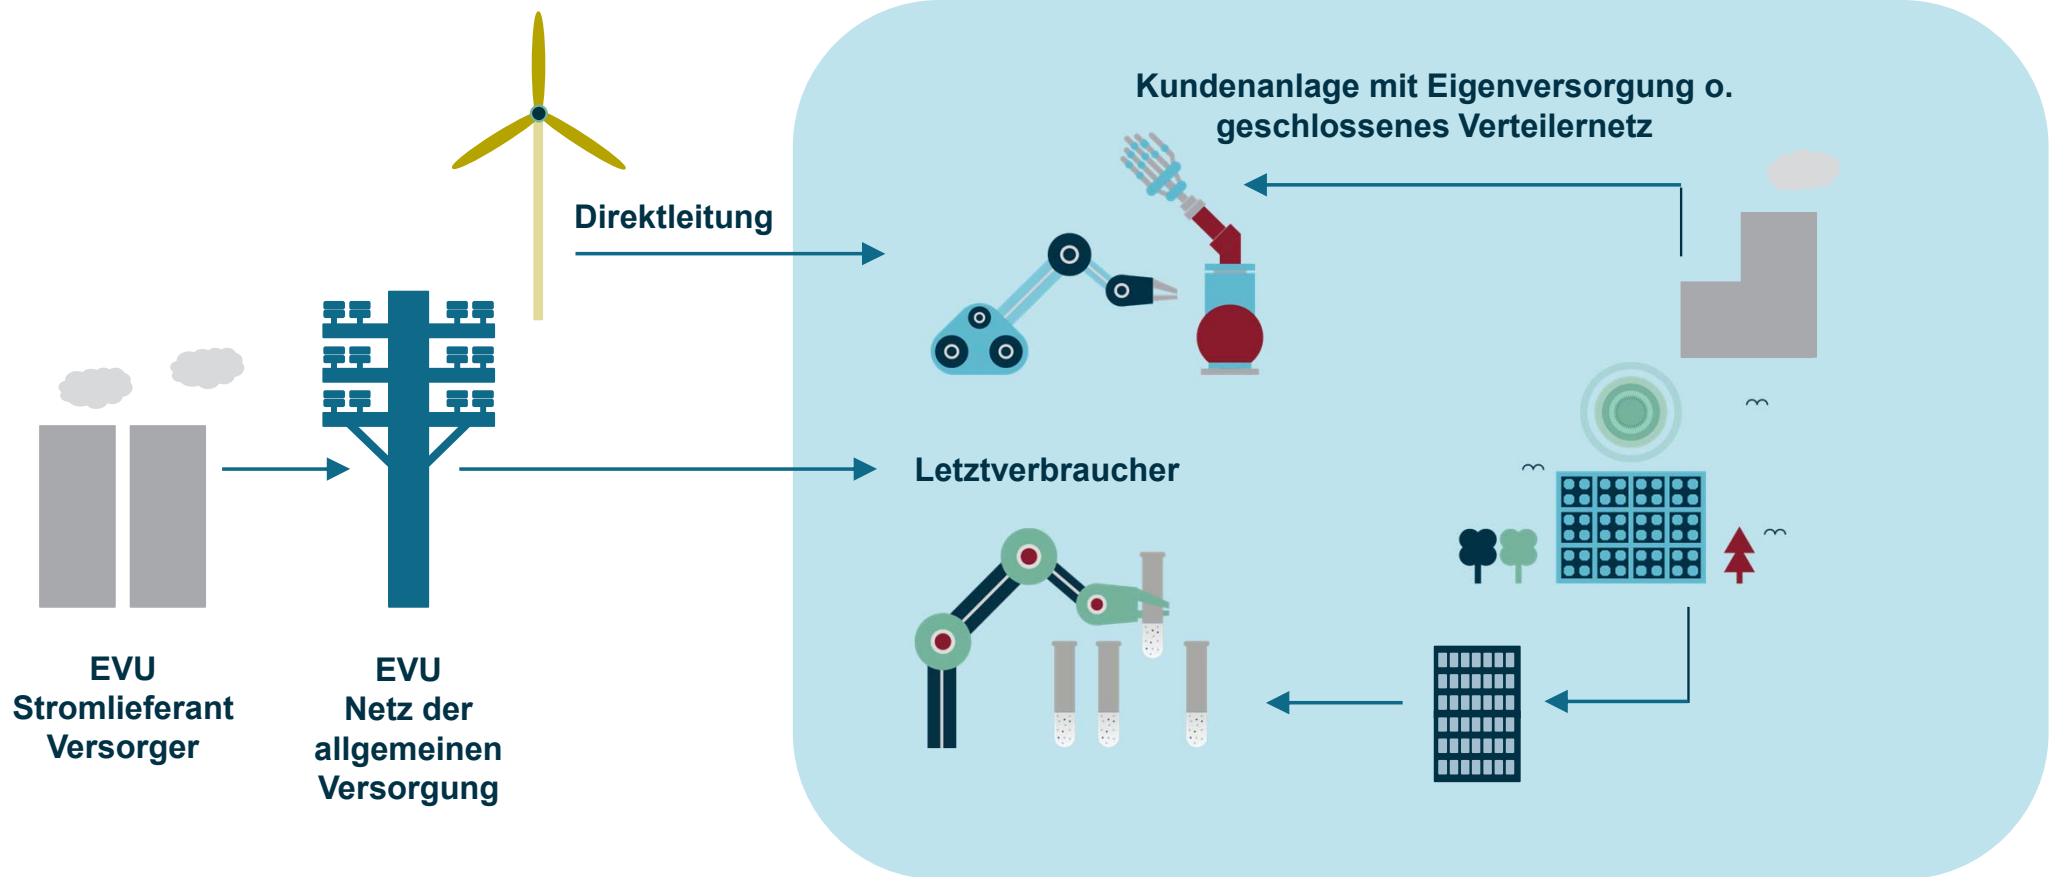 Kundenanlage mit Eigenversorgung o.
geschlossenes Verteilernetz
Direktleitung
Letztverbraucher
EVU
Stromlieferant
Versorger
EVU
Netz der
allgemeinen
Versorgung